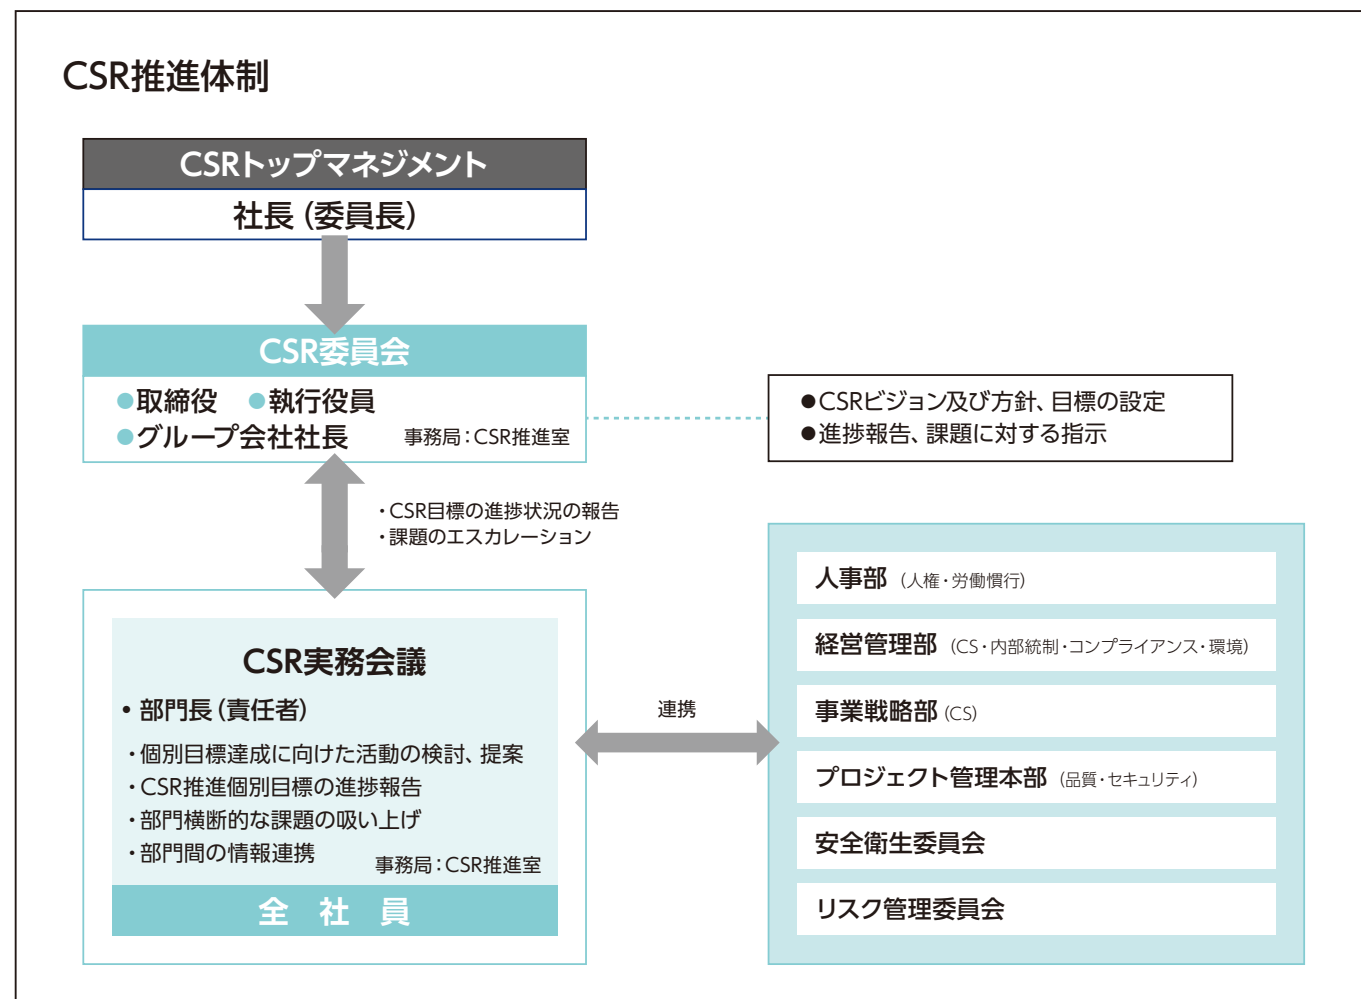 CSR推進体制
CSRトップマネジメント
社長（委員長）
CSR委員会
●取締役 ●執行役員
●グループ会社社長 事務局：CSR推進室
●CSRビジョン及び方針、目標の設定
●進捗報告、課題に対する指示
・CSR目標の進捗状況の報告
・課題のエスカレーション
CSR実務会議
• 部門長（責任者）
・個別目標達成に向けた活動の検討、提案
・CSR推進個別目標の進捗報告
・部門横断的な課題の吸い上げ
・部門間の情報連携
事務局：CSR推進室
全 社 員
連携
人事部（人権・労働慣行）
経営管理部（CS・内部統制・コンプライアンス・環境）
事業戦略部（CS）
プロジェクト管理本部（品質・セキュリティ）
安全衛生委員会
リスク管理委員会